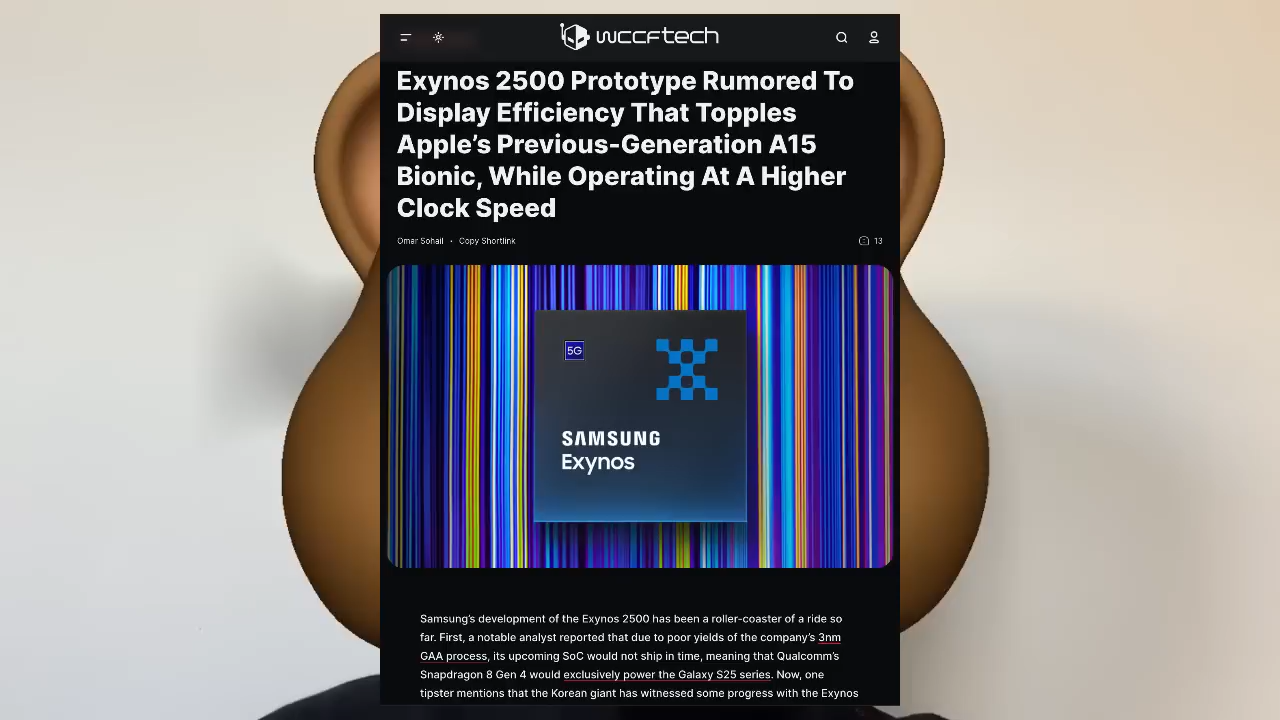 wccftech
Exynos 2500 Prototype Rumored To
Display Efficiency That Topples
Apple’s Previous-Generation A15
Bionic, While Operating At A Higher
Clock Speed
Omar Sohail • Copy Shortlink
13
5G
SAMSUNG
Exynos
Samsung’s development of the Exynos 2500 has been a roller-coaster of a ride so
far. First, a notable analyst reported that due to poor yields of the company’s 3nm
GAA process, its upcoming SoC would not ship in time, meaning that Qualcomm’s
Snapdragon 8 Gen 4 would exclusively power the Galaxy S25 series. Now, one
tipster mentions that the Korean giant has witnessed some progress with the Exynos